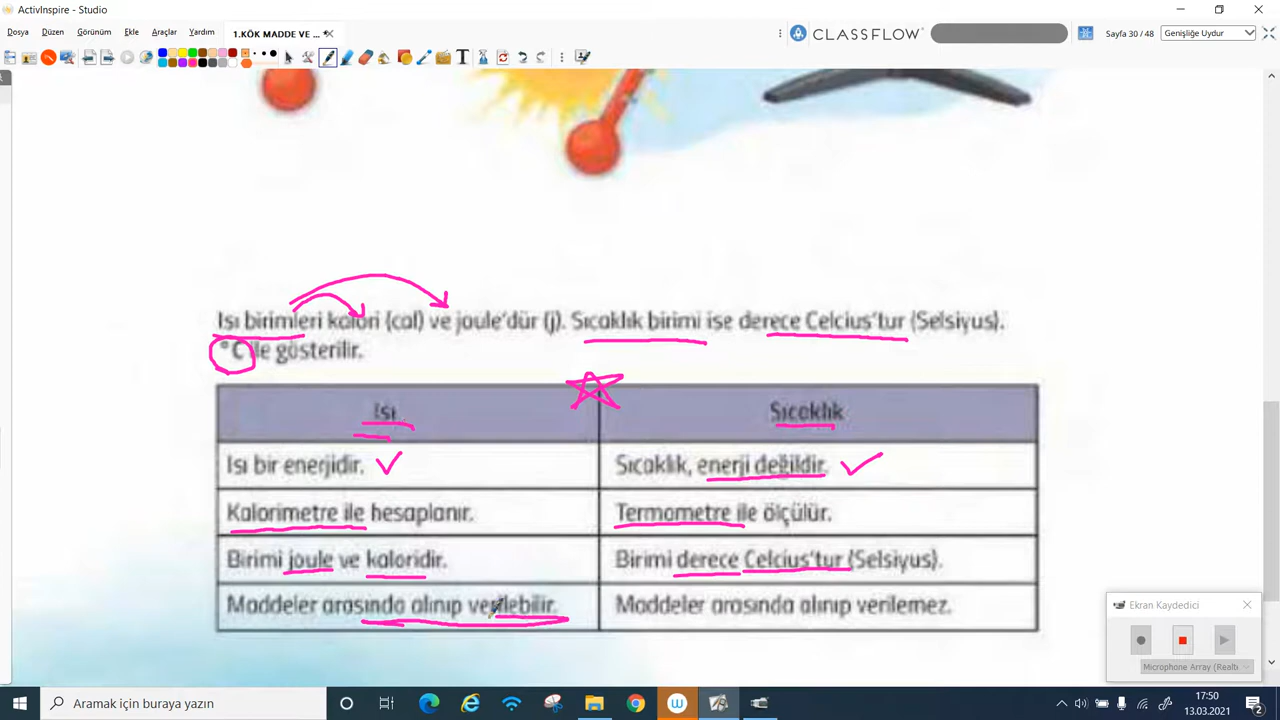 ActivInspire - Studio
Dosya Düzen Görünüm Ekle Araçlar Yardım
1.KÖK MADDE VE ... *
CLASSFLOW
Sayfa 30 / 48
Genişliğe Uydur
Isı birimleri kalori (cal) ve joule'dür (j). Sıcaklık birimi ise derece Celcius'tur (Selsiyus).
°C ile gösterilir.
Isı Sıcaklık
Isı bir enerjidir. Sıcaklık, enerji değildir.
Kalorimetre ile hesaplanır. Termometre ile ölçülür.
Birimi joule ve kaloridir. Birimi derece Celcius'tur (Selsiyus).
Maddeler arasında alınıp verilebilir. Maddeler arasında alınıp verilemez.
Ekran Kaydedici
Microphone Array (Realt
Aramak için buraya yazın
17:50
13.03.2021
2